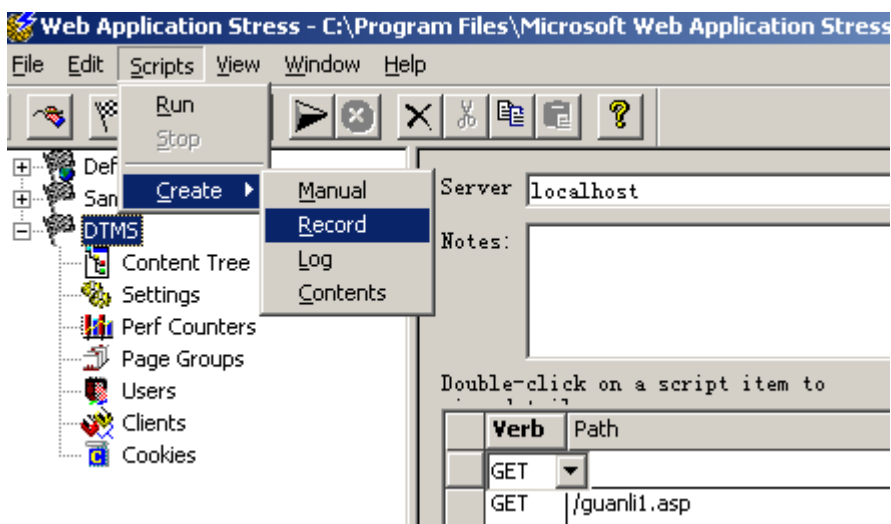 Web Application Stress - C:\Program Files\Microsoft Web Application Stress
File Edit Scripts View Window Help
Run
Stop
Create
Manual
Record
Log
Contents
Def
San
DTMS
Content Tree
Settings
Perf Counters
Page Groups
Users
Clients
Cookies
Server localhost
Notes:
Double-click on a script item to
Verb Path
GET
GET /guanli1.asp